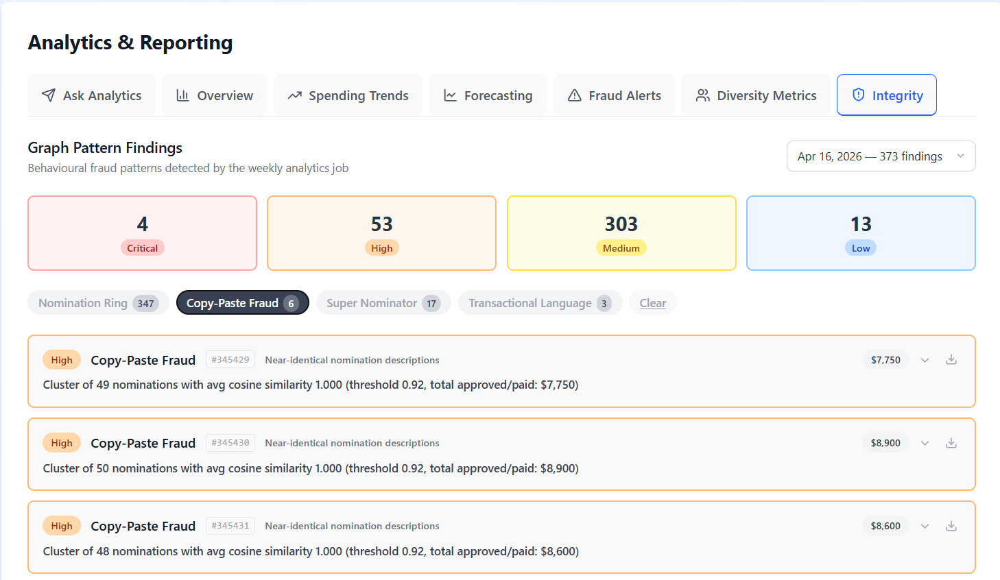 Analytics & Reporting
Ask Analytics
Overview
Spending Trends
Forecasting
Fraud Alerts
Diversity Metrics
Integrity
Graph Pattern Findings
Behavioural fraud patterns detected by the weekly analytics job
Apr 16, 2026 — 373 findings
4
Critical
53
High
303
Medium
13
Low
Nomination Ring 347
Copy-Paste Fraud 6
Super Nominator 17
Transactional Language 3
Clear
High Copy-Paste Fraud #345429 Near-identical nomination descriptions $7,750
Cluster of 49 nominations with avg cosine similarity 1.000 (threshold 0.92, total approved/paid: $7,750)
High Copy-Paste Fraud #345430 Near-identical nomination descriptions $8,900
Cluster of 50 nominations with avg cosine similarity 1.000 (threshold 0.92, total approved/paid: $8,900)
High Copy-Paste Fraud #345431 Near-identical nomination descriptions $8,600
Cluster of 48 nominations with avg cosine similarity 1.000 (threshold 0.92, total approved/paid: $8,600)